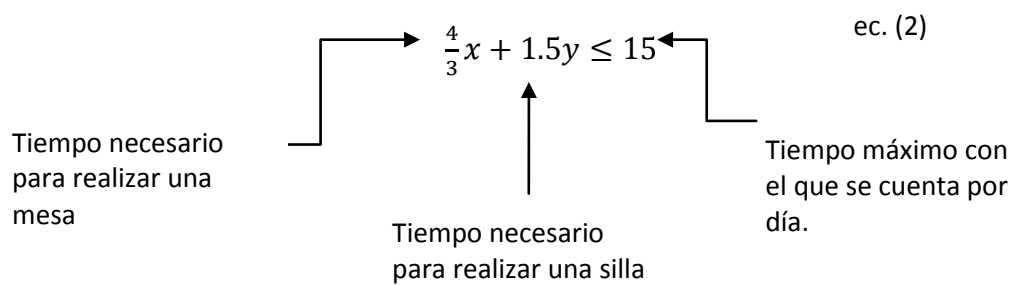 ec. (2)
4/3 x + 1.5y ≤ 15
Tiempo necesario
para realizar una
mesa
Tiempo necesario
para realizar una silla
Tiempo máximo con
el que se cuenta por
día.